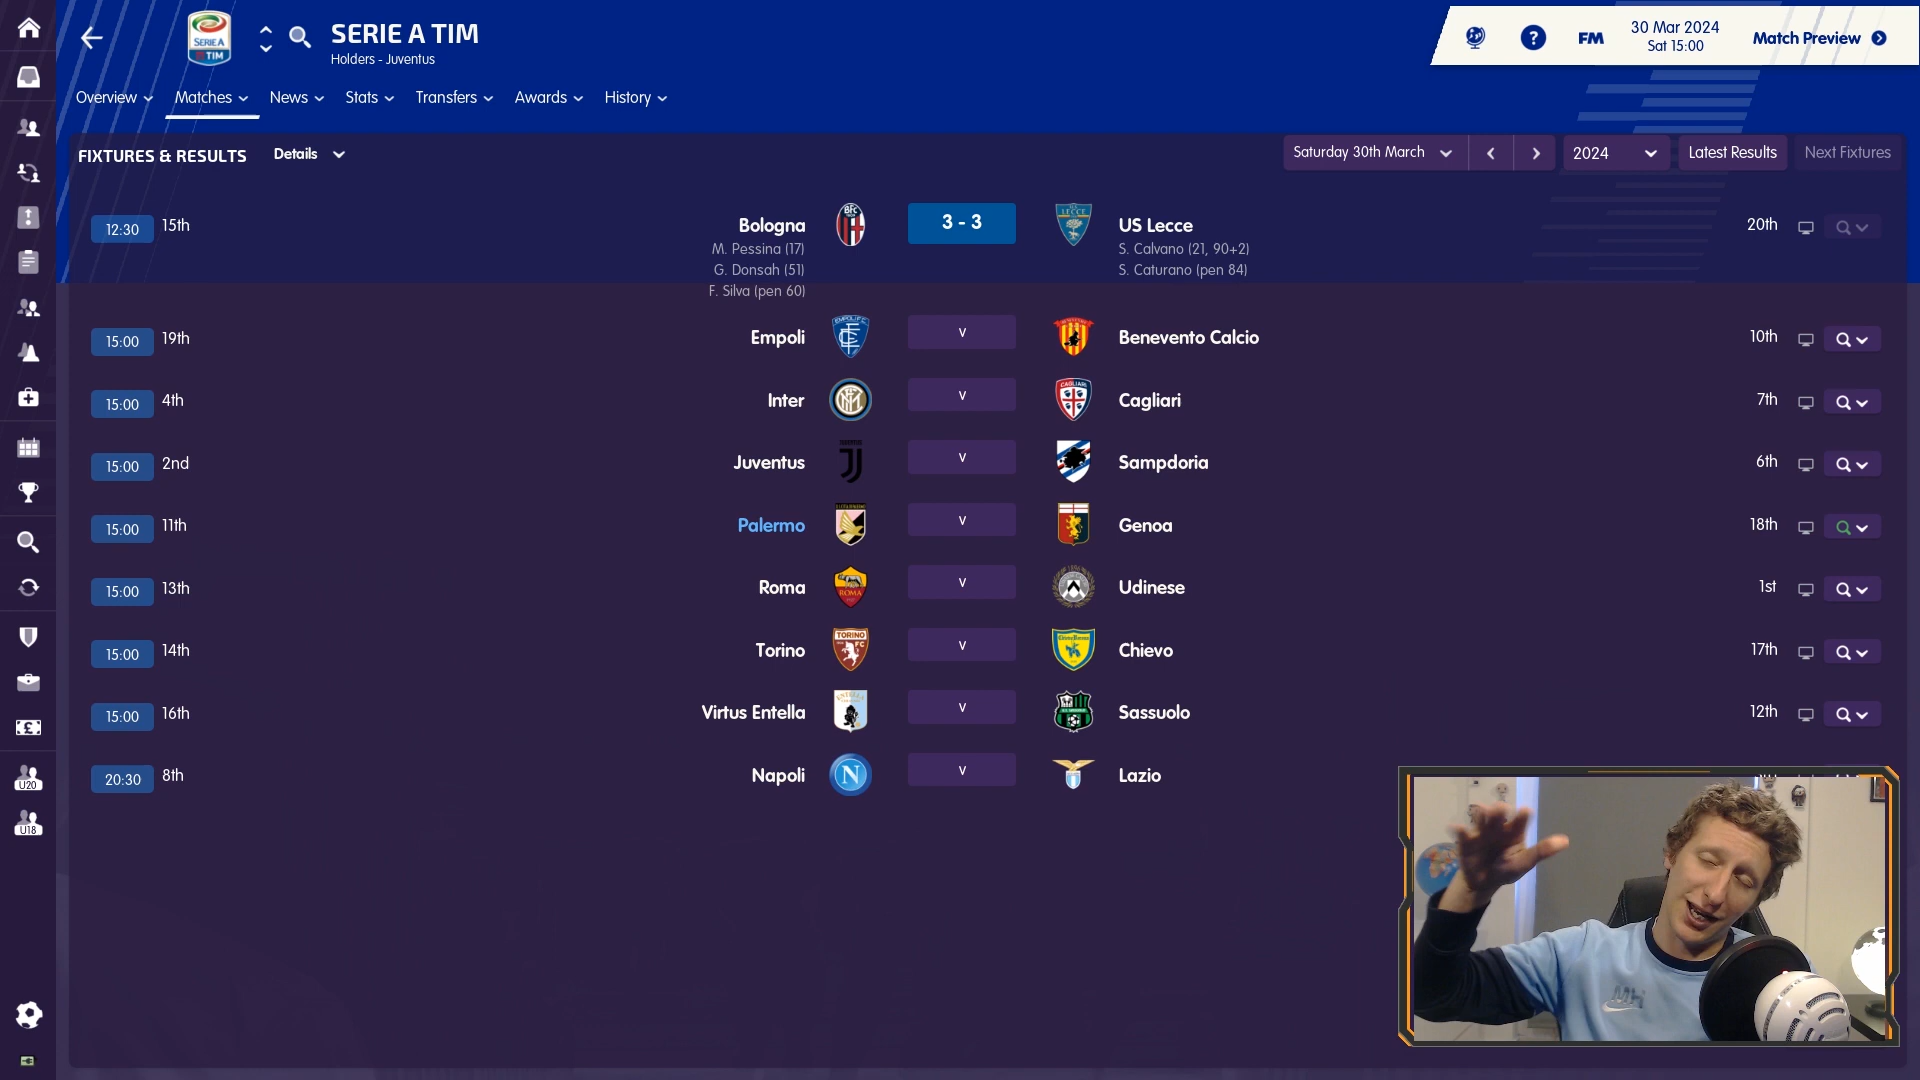 SERIE A TIM
Holders - Juventus
30 Mar 2024
Sat 15:00
FM
Match Preview
SERIE A
TIM
Overview
Matches
News
Stats
Transfers
Awards
History
FIXTURES & RESULTS
Details
Saturday 30th March
2024
Latest Results
Next Fixtures
12:30 15th Bologna 3 - 3 US Lecce 20th
M. Pessina (17) S. Calvano (21, 90+2)
G. Donsah (51) S. Caturano (pen 84)
F. Silva (pen 60)
15:00 19th Empoli v Benevento Calcio 10th
15:00 4th Inter v Cagliari 7th
15:00 2nd Juventus v Sampdoria 6th
15:00 11th Palermo v Genoa 18th
15:00 13th Roma v Udinese 1st
15:00 14th Torino v Chievo 17th
15:00 16th Virtus Entella v Sassuolo 12th
20:30 8th Napoli v Lazio
U20
U18